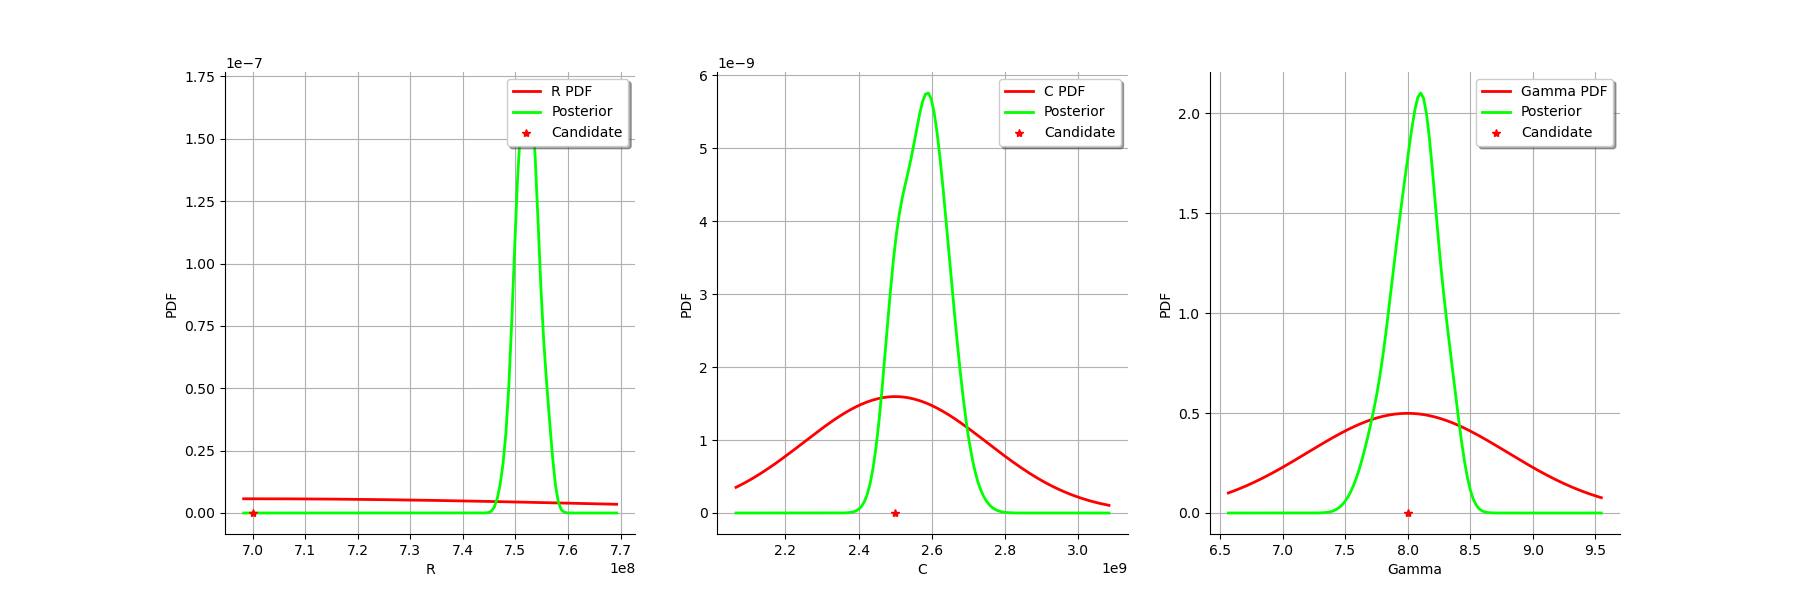 1e−7
1.75
1.50
1.25
1.00
0.75
0.50
0.25
0.00
PDF
7.0 7.1 7.2 7.3 7.4 7.5 7.6 7.7
R
1e8
R PDF
Posterior
Candidate
1e−9
6
5
4
3
2
1
0
PDF
2.2 2.4 2.6 2.8 3.0
C
1e9
C PDF
Posterior
Candidate
2.0
1.5
1.0
0.5
0.0
PDF
6.5 7.0 7.5 8.0 8.5 9.0 9.5
Gamma
Gamma PDF
Posterior
Candidate